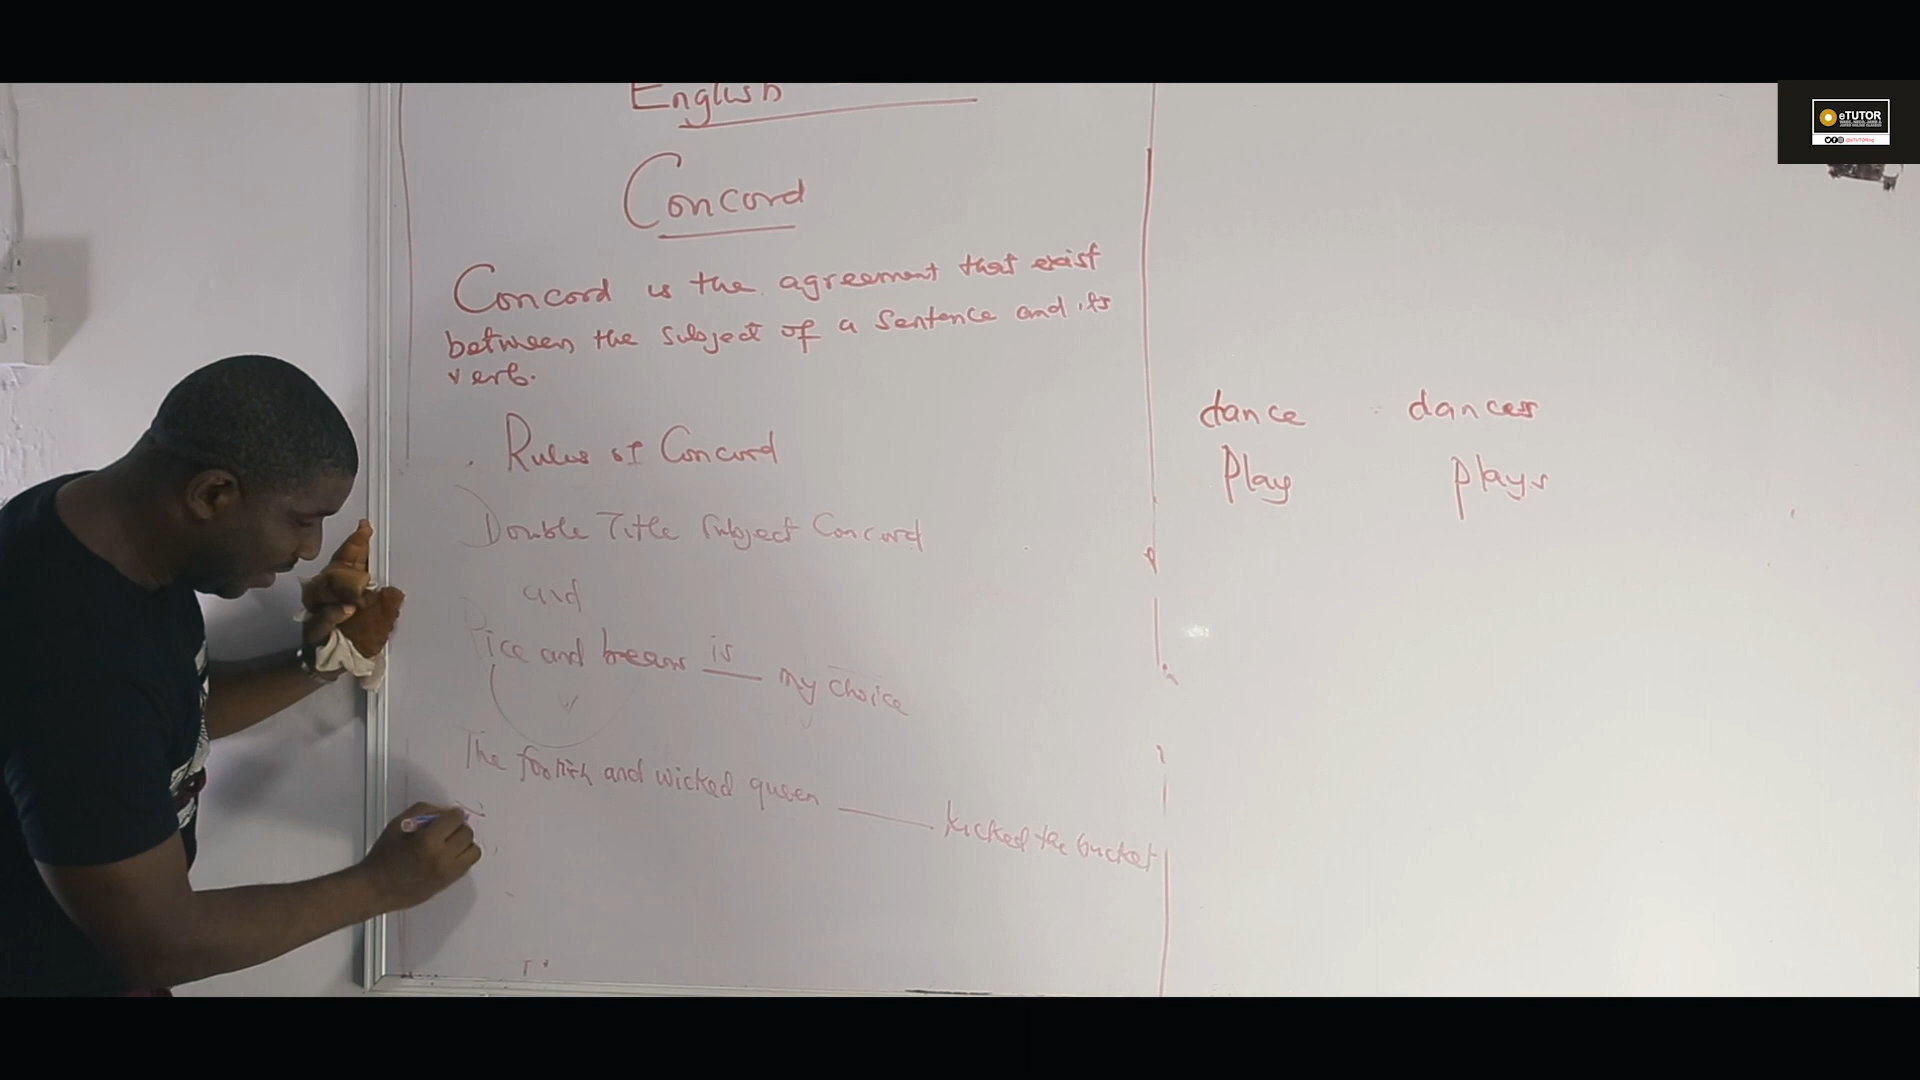 English
Concord
Concord is the agreement that exist
between the subject of a sentence and its
verb.
Rules of Concord
Double Title Subject Concord
and
Rice and beans is my choice
The foolish and wicked queen ____ kicked the bucket
dance dances
Play plays
eTUTOR